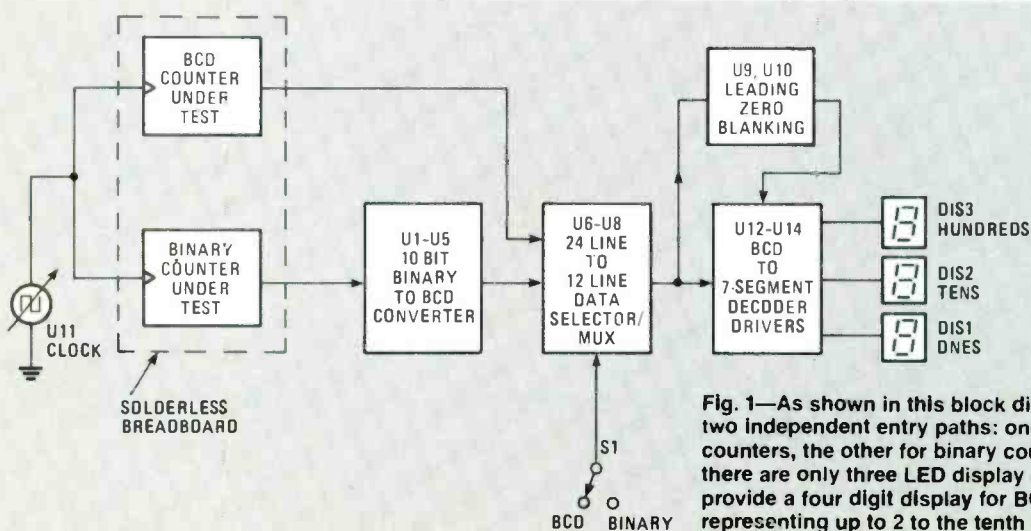 BCD
COUNTER
UNDER
TEST
BINARY
COUNTER
UNDER
TEST
U11
CLOCK
SOLDERLESS
BREADBOARD
U1-U5
10 BIT
BINARY
TO BCD
CONVERTER
U6-U8
24 LINE
TO
12 LINE
DATA
SELECTOR/
MUX
S1
BCD
BINARY
U9, U10
LEADING
ZERO
BLANKING
U12-U14
BCD
TO
7-SEGMENT
DECODER
DRIVERS
DIS3
HUNDREDS
DIS2
TENS
DIS1
ONES
Fig. 1—As shown in this block di
two independent entry paths: on
counters, the other for binary cou
there are only three LED display
provide a four digit display for BC
representing up to 2 to the tenth